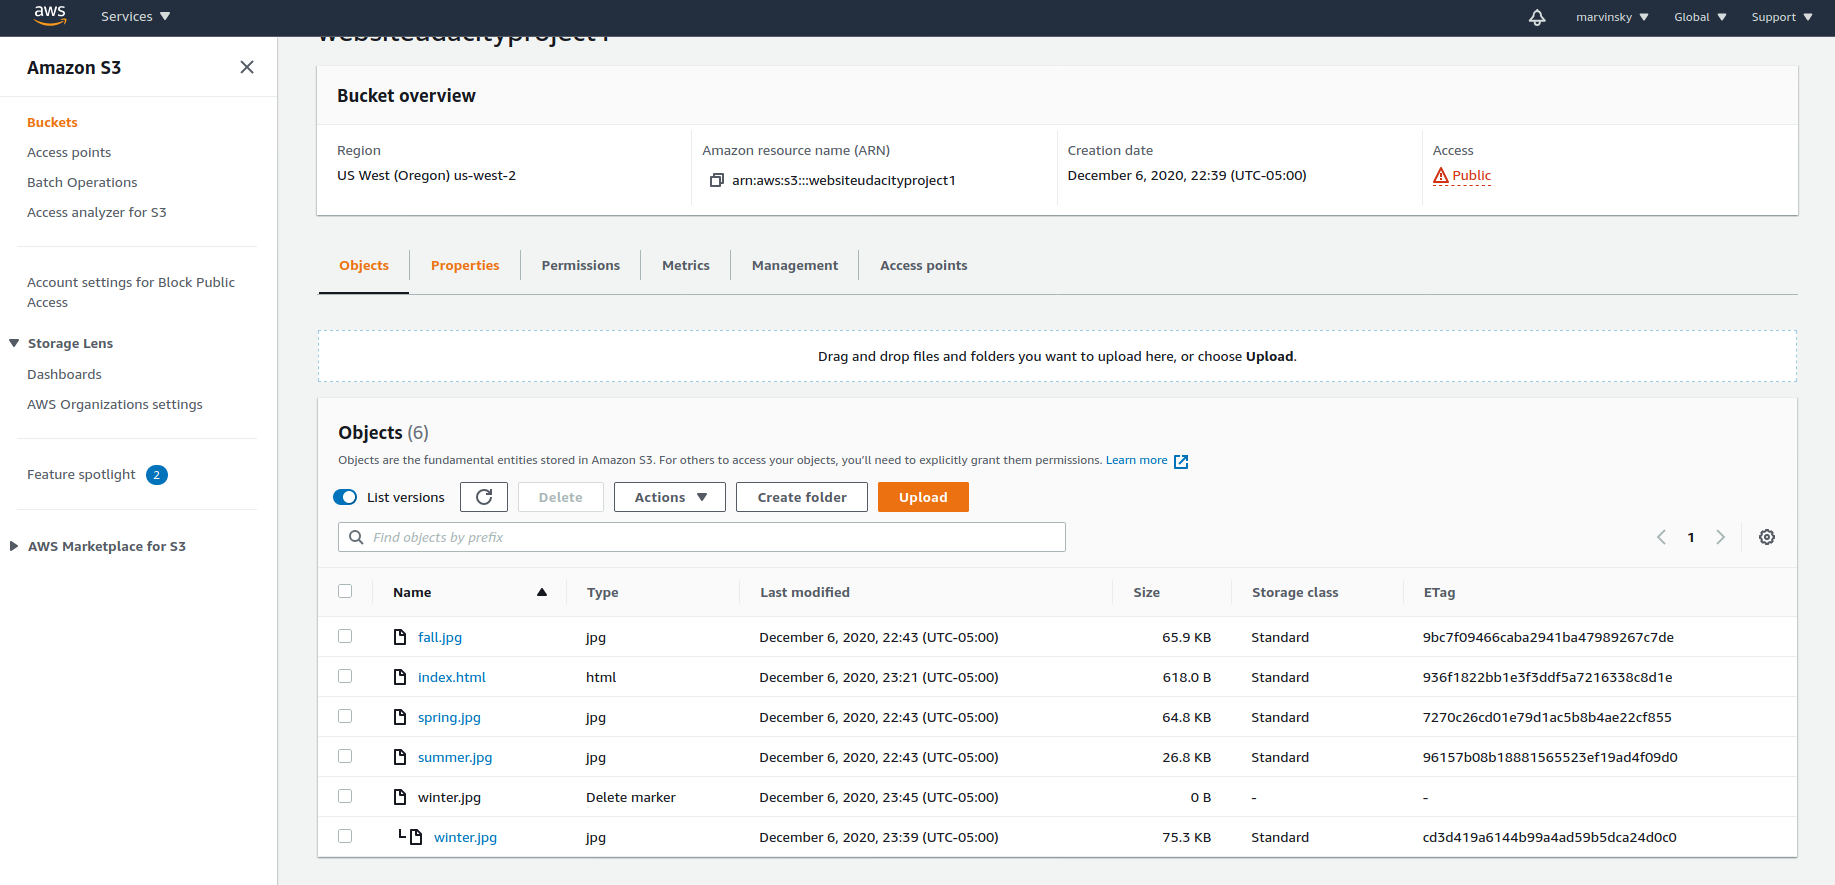 aws Services marvinsky Global Support
websiteudacityproject1
Amazon S3
Buckets
Access points
Batch Operations
Access analyzer for S3
Account settings for Block Public
Access
Storage Lens
Dashboards
AWS Organizations settings
Feature spotlight 2
AWS Marketplace for S3
Bucket overview
Region
US West (Oregon) us-west-2
Amazon resource name (ARN)
arn:aws:s3:::websiteudacityproject1
Creation date
December 6, 2020, 22:39 (UTC-05:00)
Access
Public
Objects Properties Permissions Metrics Management Access points
Drag and drop files and folders you want to upload here, or choose Upload.
Objects (6)
Objects are the fundamental entities stored in Amazon S3. For others to access your objects, you'll need to explicitly grant them permissions. Learn more
List versions Delete Actions Create folder Upload
Find objects by prefix 1
Name Type Last modified Size Storage class ETag
fall.jpg jpg December 6, 2020, 22:43 (UTC-05:00) 65.9 KB Standard 9bc7f09466caba2941ba47989267c7de
index.html html December 6, 2020, 23:21 (UTC-05:00) 618.0 B Standard 936f1822bb1e3f3ddf5a7216338c8d1e
spring.jpg jpg December 6, 2020, 22:43 (UTC-05:00) 64.8 KB Standard 7270c26cd01e79d1ac5b8b4ae22cf855
summer.jpg jpg December 6, 2020, 22:43 (UTC-05:00) 26.8 KB Standard 96157b08b18881565523ef19ad4f09d0
winter.jpg Delete marker December 6, 2020, 23:45 (UTC-05:00) 0 B - -
winter.jpg jpg December 6, 2020, 23:39 (UTC-05:00) 75.3 KB Standard cd3d419a6144b99a4ad59b5dca24d0c0